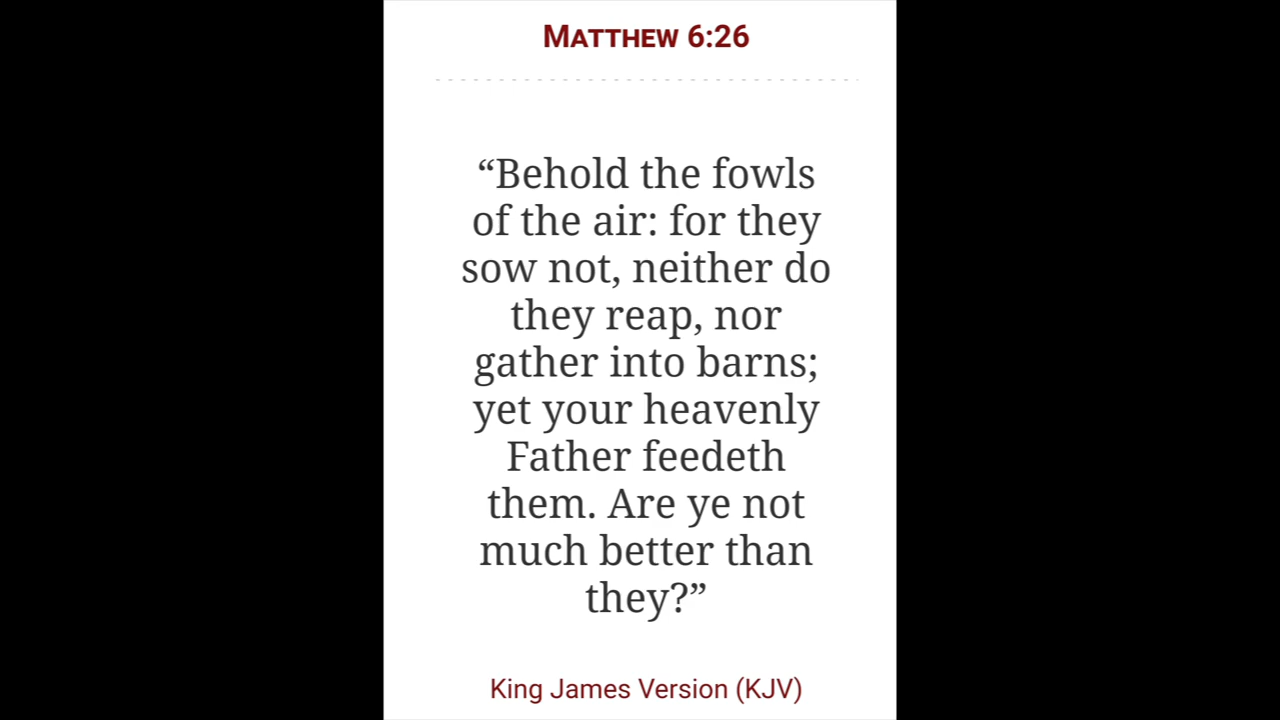 MATTHEW 6:26
“Behold the fowls
of the air: for they
sow not, neither do
they reap, nor
gather into barns;
yet your heavenly
Father feedeth
them. Are ye not
much better than
they?”
King James Version (KJV)